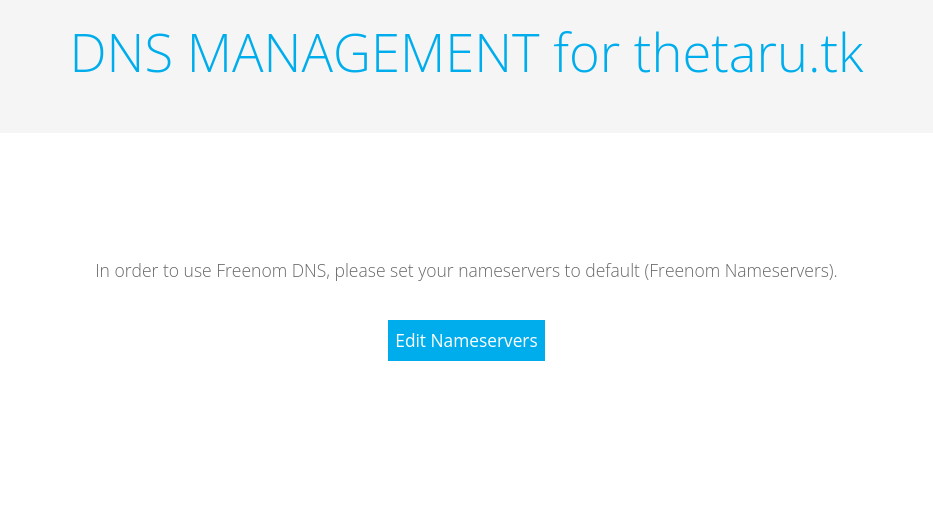 DNS MANAGEMENT for thetaru.tk
In order to use Freenom DNS, please set your nameservers to default (Freenom Nameservers).
Edit Nameservers